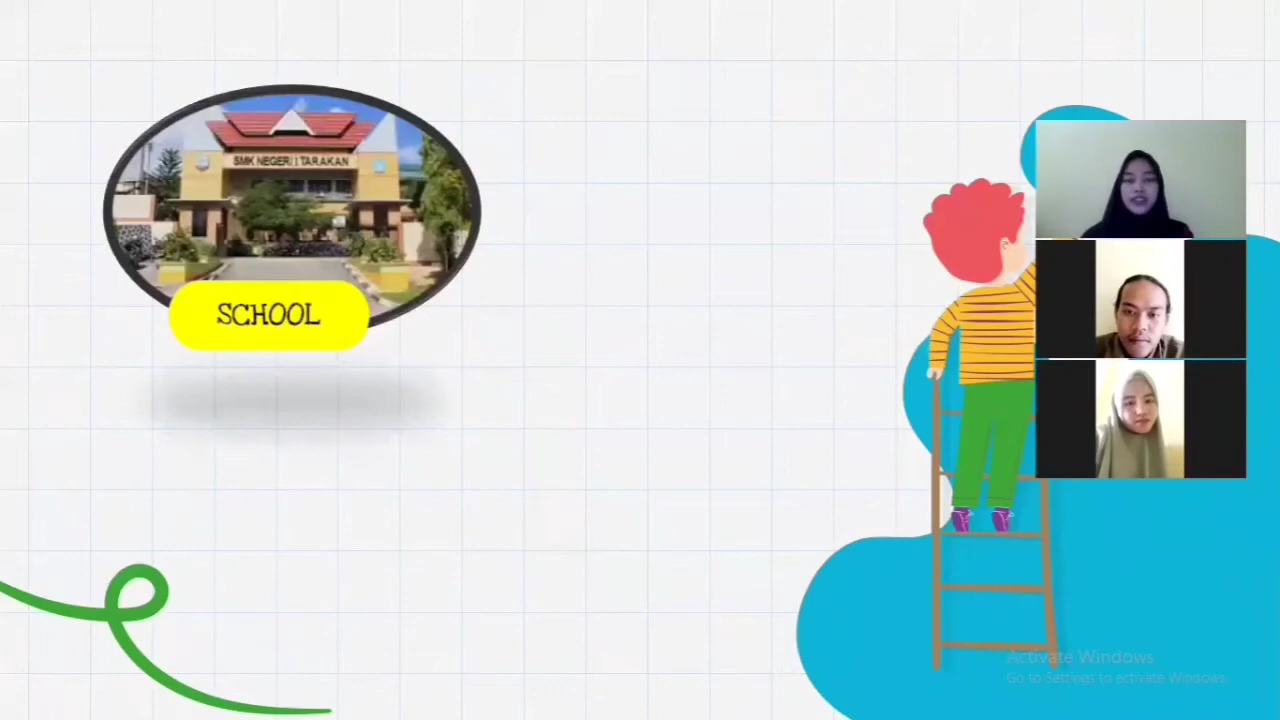 SMK NEGERI 1 TARAKAN
SCHOOL
Activate Windows
Go to Settings to activate Windows.